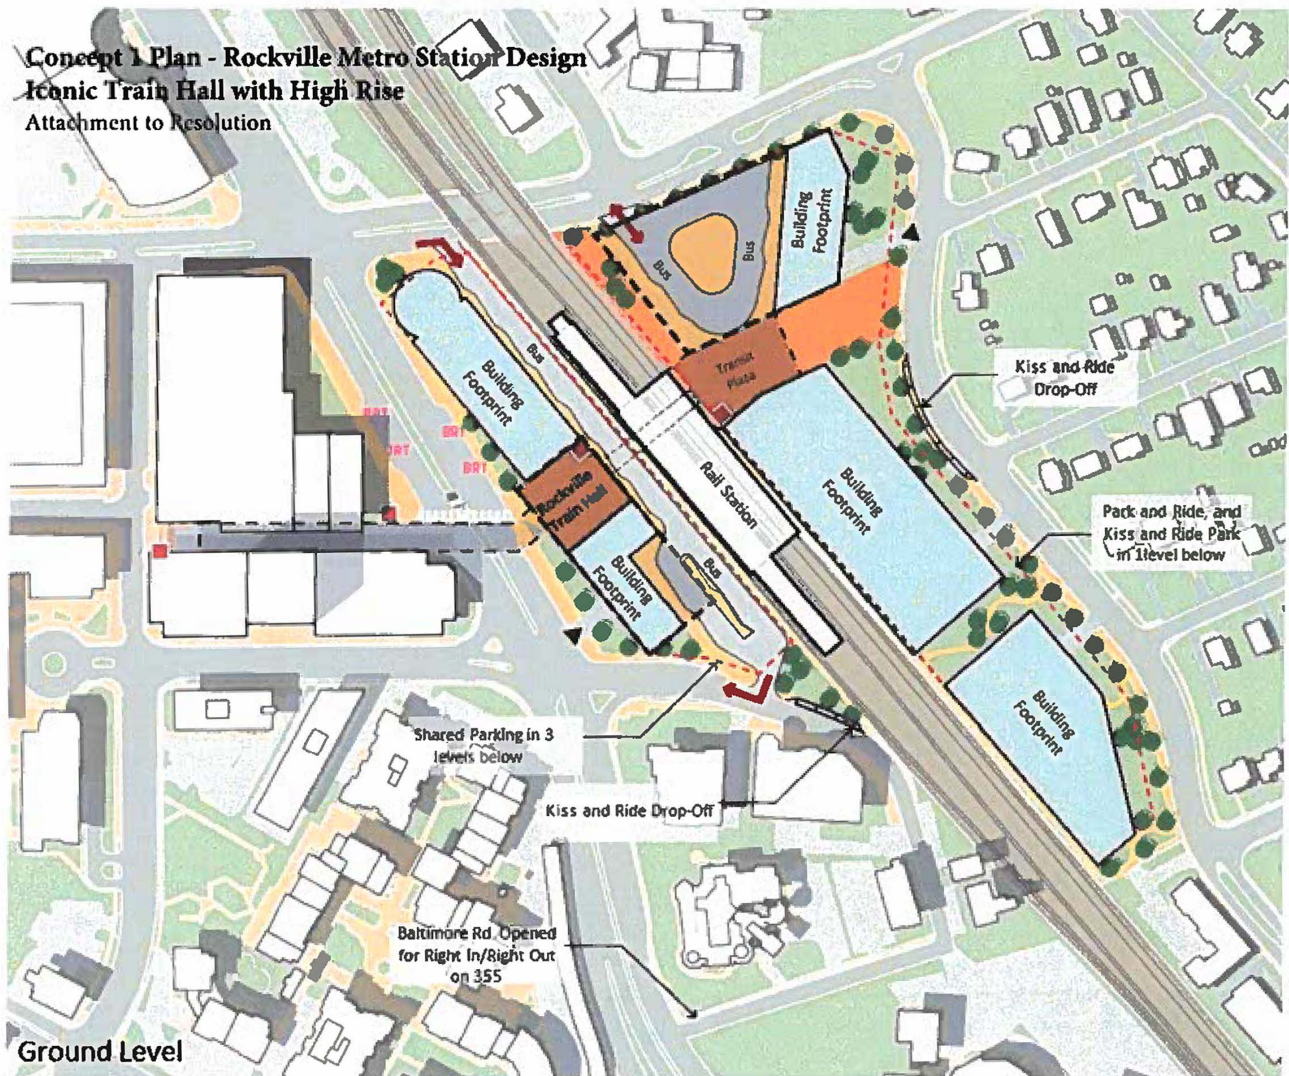 Concept 1 Plan - Rockville Metro Station Design
Iconic Train Hall with High Rise
Attachment to Resolution
Building
Footprint
Bus
Bus
Transit
Plaza
Kiss and Ride
Drop-Off
Bus
Building
Footprint
BRT
BRT
BRT
BRT
Rail Station
Building
Footprint
Rockville
Train Hall
Park and Ride, and
Kiss and Ride Park
in 1level below
Building
Footprint
Bus
Building
Footprint
Shared Parking in 3
levels below
Kiss and Ride Drop-Off
Baltimore Rd. Opened
for Right In/Right Out
on 355
Ground Level